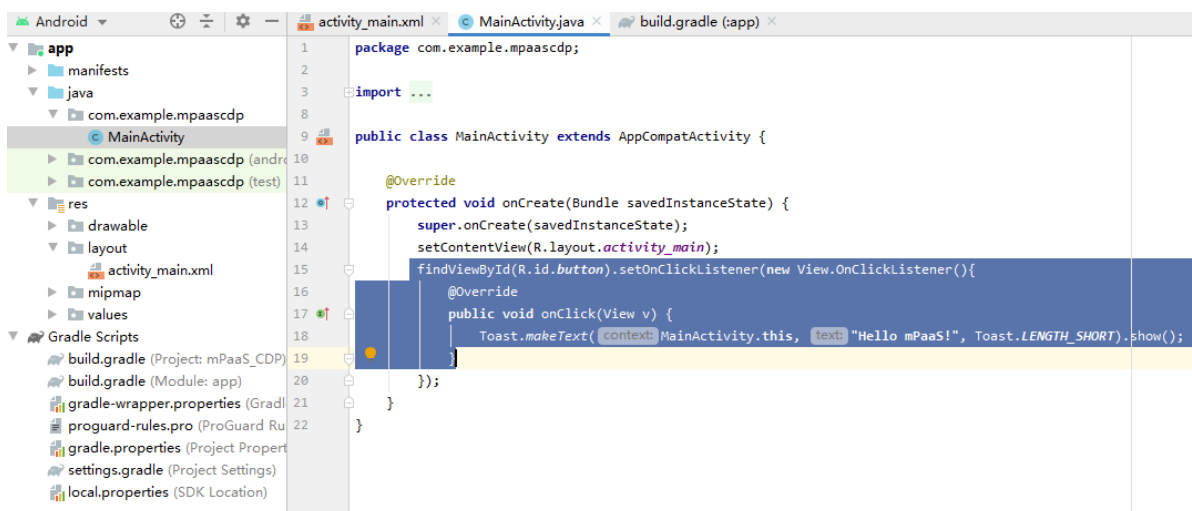 Android
app
manifests
java
com.example.mpaascdp
MainActivity
com.example.mpaascdp (andr
com.example.mpaascdp (test)
res
drawable
layout
activity_main.xml
mipmap
values
Gradle Scripts
build.gradle (Project: mPaaS_CDP)
build.gradle (Module: app)
gradle-wrapper.properties (Gradl
proguard-rules.pro (ProGuard Ru
gradle.properties (Project Propert
settings.gradle (Project Settings)
local.properties (SDK Location)
activity_main.xml MainActivity.java build.gradle (:app)
1 package com.example.mpaascdp;
2
3 import ...
8
9 public class MainActivity extends AppCompatActivity {
10
11 @Override
12 protected void onCreate(Bundle savedInstanceState) {
13 super.onCreate(savedInstanceState);
14 setContentView(R.layout.activity_main);
15 findViewById(R.id.button).setOnClickListener(new View.OnClickListener(){
16 @Override
17 public void onClick(View v) {
18 Toast.makeText( context: MainActivity.this, text: "Hello mPaaS!", Toast.LENGTH_SHORT).show();
19 }
20 });
21 }
22 }